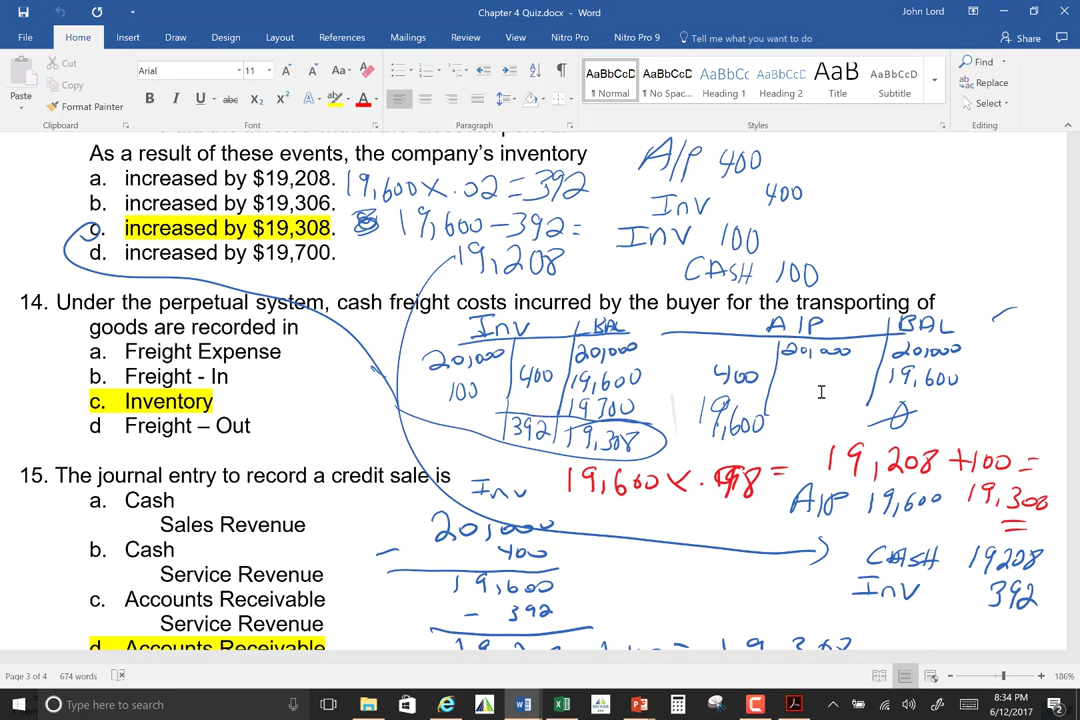 Chapter 4 Quiz.docx - Word
John Lord
File Home Insert Draw Design Layout References Mailings Review View Nitro Pro Nitro Pro 9 Tell me what you want to do Share
Paste
Cut
Copy
Format Painter
Arial 11
AaBbCcD AaBbCcD AaBbCc AaBbCcD AaB AaBbCcD
¶ Normal ¶ No Spac... Heading 1 Heading 2 Title Subtitle
Find
Replace
Select
Clipboard Font Paragraph Styles Editing
As a result of these events, the company's inventory
a. increased by $19,208.
b. increased by $19,306.
c. increased by $19,308.
d. increased by $19,700.
19,600 x .02 = 392
19,600 - 392 =
19,208
A/P 400
Inv 400
Inv 100
CASH 100
14. Under the perpetual system, cash freight costs incurred by the buyer for the transporting of
goods are recorded in
a. Freight Expense
b. Freight - In
c. Inventory
d Freight – Out
Inv BAL
20,000 20,000
100 400 19,600
19700
392 19,308
A/P BAL
20,000 20,000
400 19,600
19,600 0
19,600 x .98 = 19,208 + 100 =
19,308
A/P 19,600
CASH 19208
Inv 392
15. The journal entry to record a credit sale is
a. Cash
Sales Revenue
b. Cash
Service Revenue
c. Accounts Receivable
Service Revenue
d. Accounts Receivable
Inv
20,000
- 400
19,600
- 392
Page 3 of 4 674 words 186%
Type here to search
8:34 PM
6/12/2017